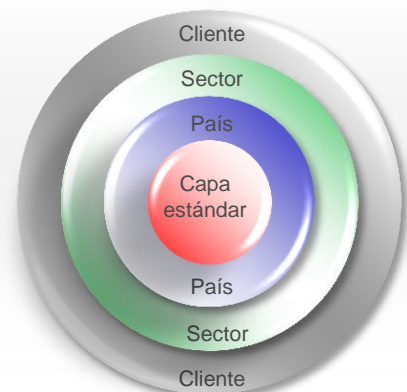 Cliente
Sector
País
Capa
estándar
País
Sector
Cliente